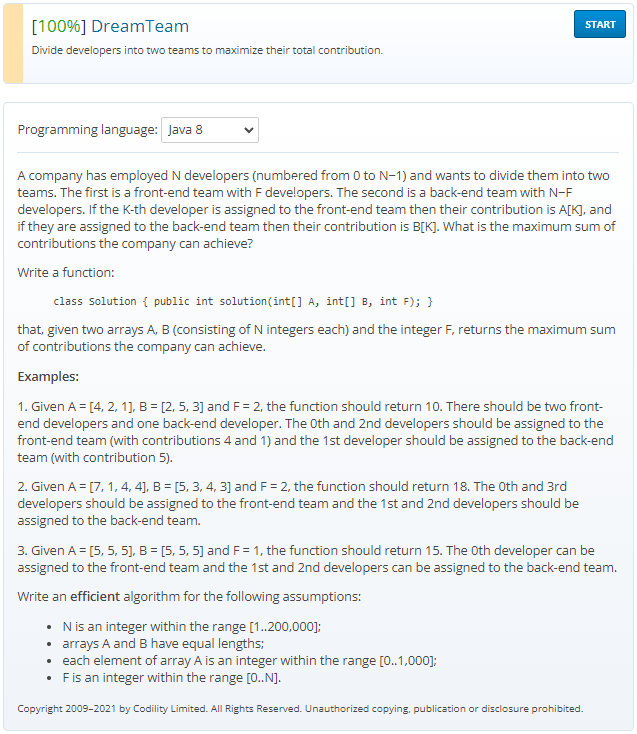 [100%] DreamTeam
START
Divide developers into two teams to maximize their total contribution.
Programming language: Java 8
A company has employed N developers (numbered from 0 to N−1) and wants to divide them into two
teams. The first is a front-end team with F developers. The second is a back-end team with N−F
developers. If the K-th developer is assigned to the front-end team then their contribution is A[K], and
if they are assigned to the back-end team then their contribution is B[K]. What is the maximum sum of
contributions the company can achieve?
Write a function:
class Solution { public int solution(int[] A, int[] B, int F); }
that, given two arrays A, B (consisting of N integers each) and the integer F, returns the maximum sum
of contributions the company can achieve.
Examples:
1. Given A = [4, 2, 1], B = [2, 5, 3] and F = 2, the function should return 10. There should be two front-
end developers and one back-end developer. The 0th and 2nd developers should be assigned to the
front-end team (with contributions 4 and 1) and the 1st developer should be assigned to the back-end
team (with contribution 5).
2. Given A = [7, 1, 4, 4], B = [5, 3, 4, 3] and F = 2, the function should return 18. The 0th and 3rd
developers should be assigned to the front-end team and the 1st and 2nd developers should be
assigned to the back-end team.
3. Given A = [5, 5, 5], B = [5, 5, 5] and F = 1, the function should return 15. The 0th developer can be
assigned to the front-end team and the 1st and 2nd developers can be assigned to the back-end team.
Write an efficient algorithm for the following assumptions:
• N is an integer within the range [1..200,000];
• arrays A and B have equal lengths;
• each element of array A is an integer within the range [0..1,000];
• F is an integer within the range [0..N].
Copyright 2009–2021 by Codility Limited. All Rights Reserved. Unauthorized copying, publication or disclosure prohibited.